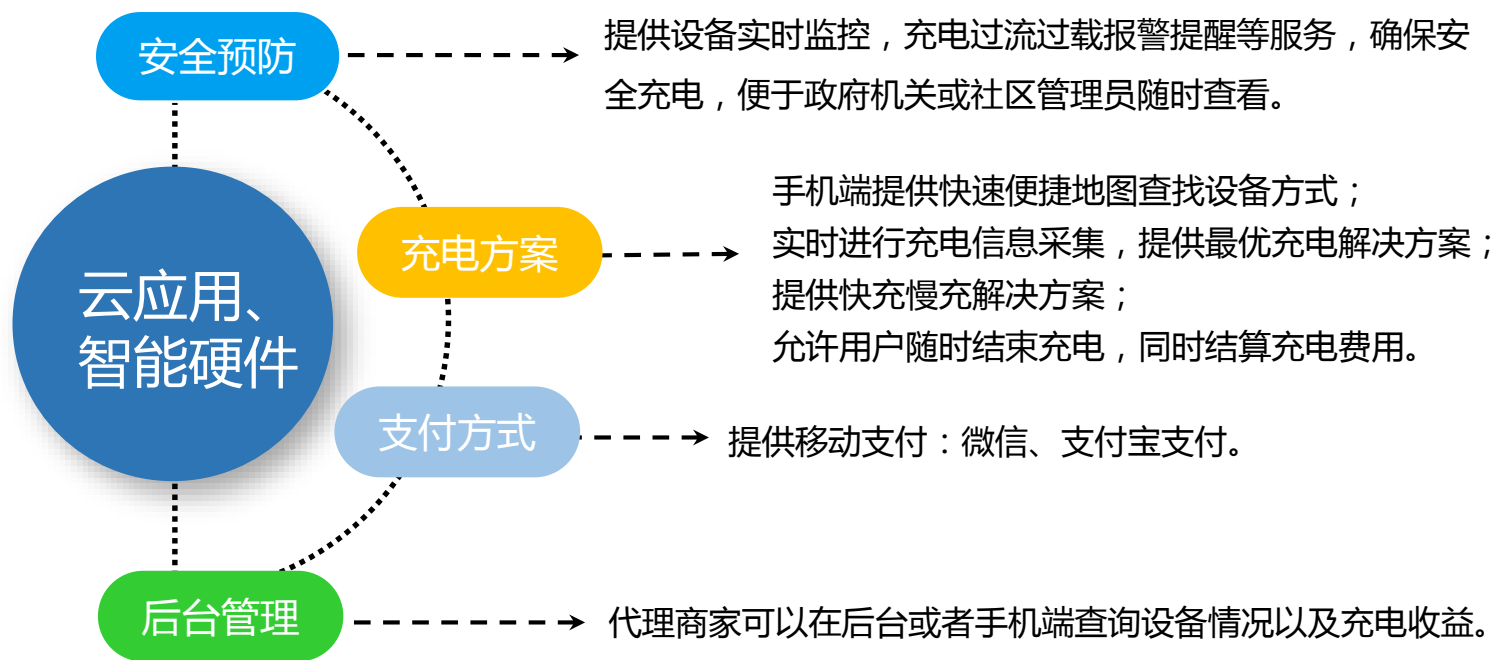 安全预防
提供设备实时监控，充电过流过载报警提醒等服务，确保安
全充电，便于政府机关或社区管理员随时查看。
云应用、
智能硬件
充电方案
手机端提供快速便捷地图查找设备方式；
实时进行充电信息采集，提供最优充电解决方案；
提供快充慢充解决方案；
允许用户随时结束充电，同时结算充电费用。
支付方式
提供移动支付：微信、支付宝支付。
后台管理
代理商家可以在后台或者手机端查询设备情况以及充电收益。